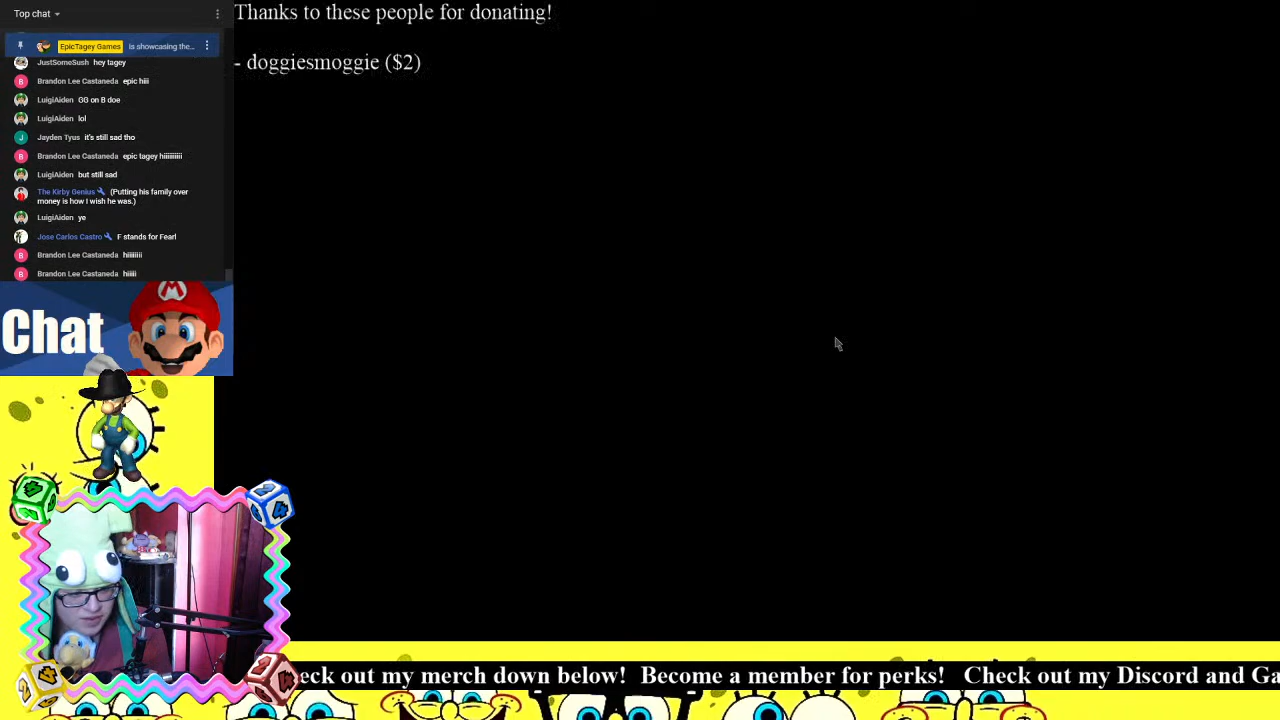 Top chat
EpicTagey Games is showcasing the...
JustSomeSush hey tagey
Brandon Lee Castaneda epic hiii
LuigiAiden GG on B doe
LuigiAiden lol
Jayden Tyus it's still sad tho
Brandon Lee Castaneda epic tagey hiiiiiiiiii
LuigiAiden but still sad
The Kirby Genius (Putting his family over
money is how I wish he was.)
LuigiAiden ye
Jose Carlos Castro F stands for Fearl
Brandon Lee Castaneda hiiiiiiii
Brandon Lee Castaneda hiiiii
Chat
Thanks to these people for donating!
- doggiesmoggie ($2)
eck out my merch down below! Become a member for perks! Check out my Discord and Ga